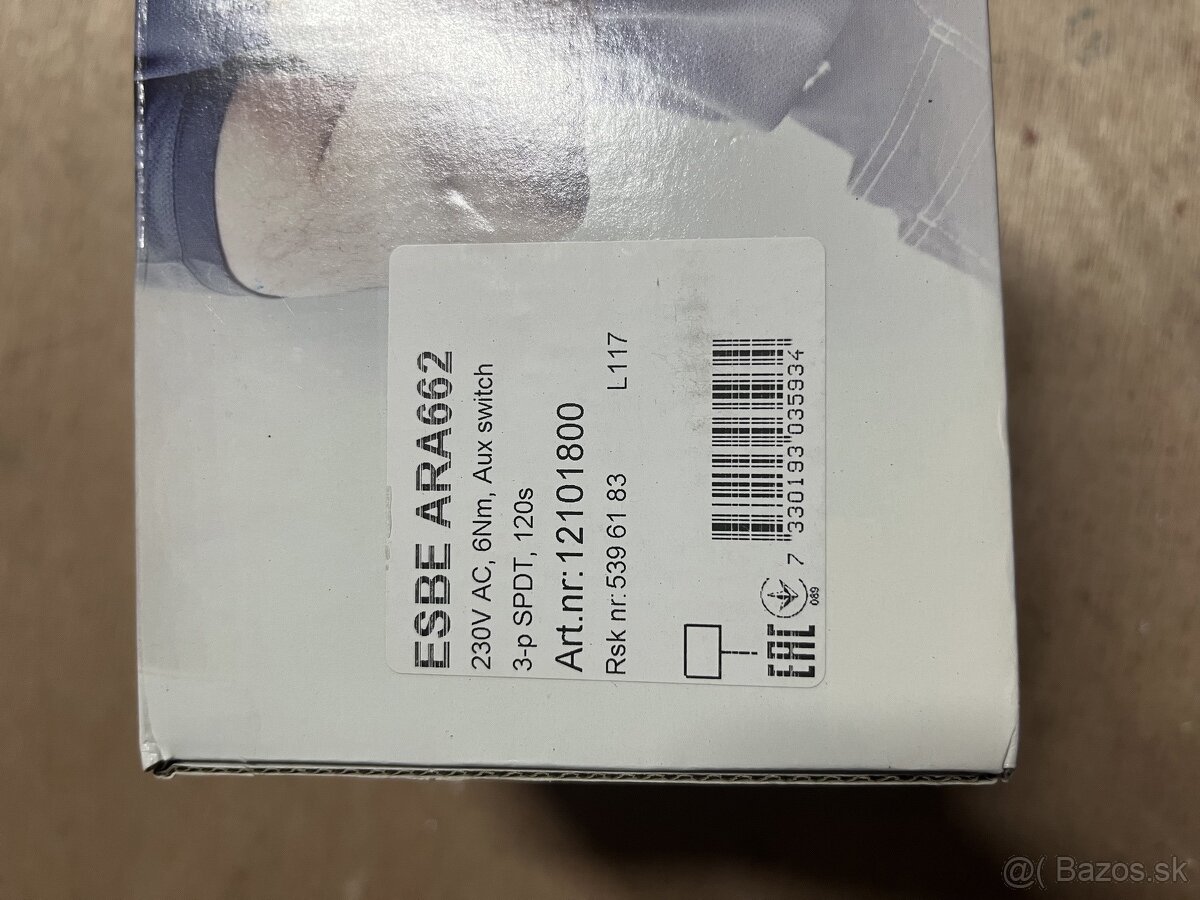 ESBE ARA662
230V AC, 6Nm, Aux switch
3-p SPDT, 120s
Art.nr: 12101800
Rsk nr: 539 61 83 L117
EAC
089
7 330193 035934
@( Bazos.sk